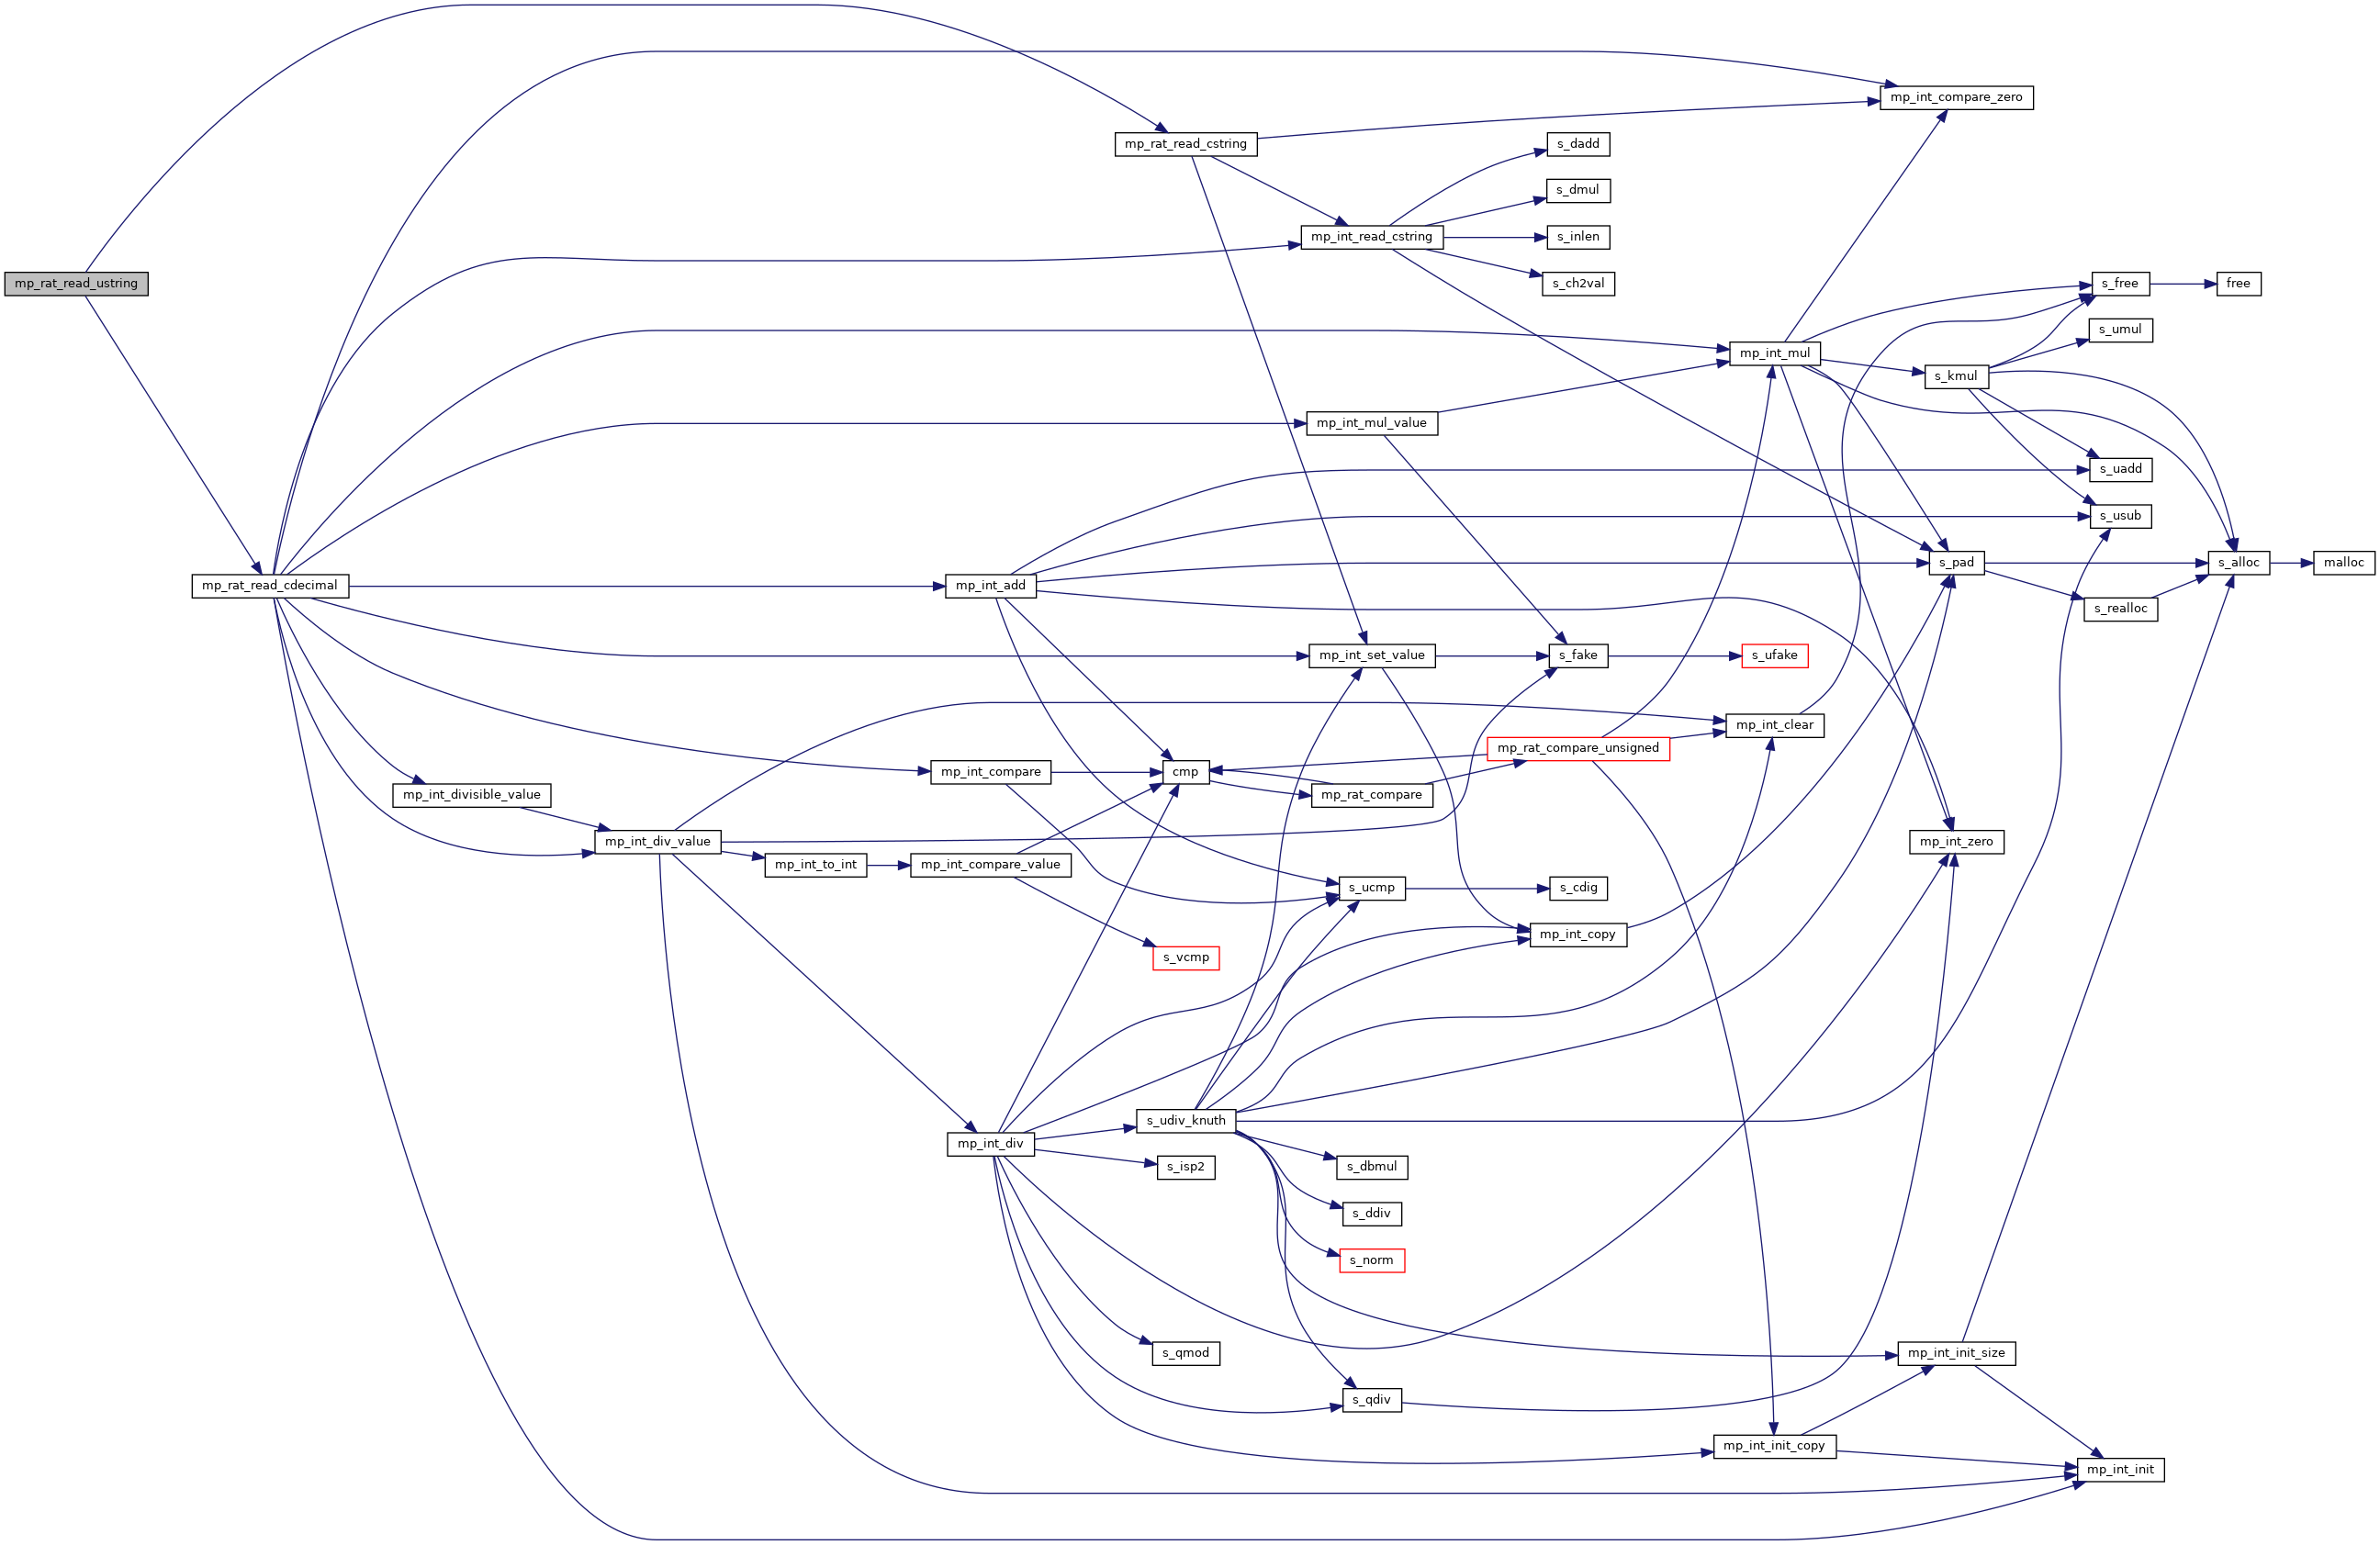 mp_int_compare_zero
mp_rat_read_cstring
s_dadd
s_dmul
mp_int_read_cstring
s_inlen
mp_rat_read_ustring
s_ch2val
s_free
free
s_umul
mp_int_mul
s_kmul
mp_int_mul_value
s_uadd
s_usub
s_pad
s_alloc
malloc
mp_rat_read_cdecimal
mp_int_add
s_realloc
mp_int_set_value
s_fake
s_ufake
mp_int_clear
mp_rat_compare_unsigned
mp_int_compare
cmp
mp_int_divisible_value
mp_rat_compare
mp_int_div_value
mp_int_zero
mp_int_to_int
mp_int_compare_value
s_ucmp
s_cdig
mp_int_copy
s_vcmp
s_udiv_knuth
mp_int_div
s_isp2
s_dbmul
s_ddiv
s_norm
s_qmod
mp_int_init_size
s_qdiv
mp_int_init_copy
mp_int_init